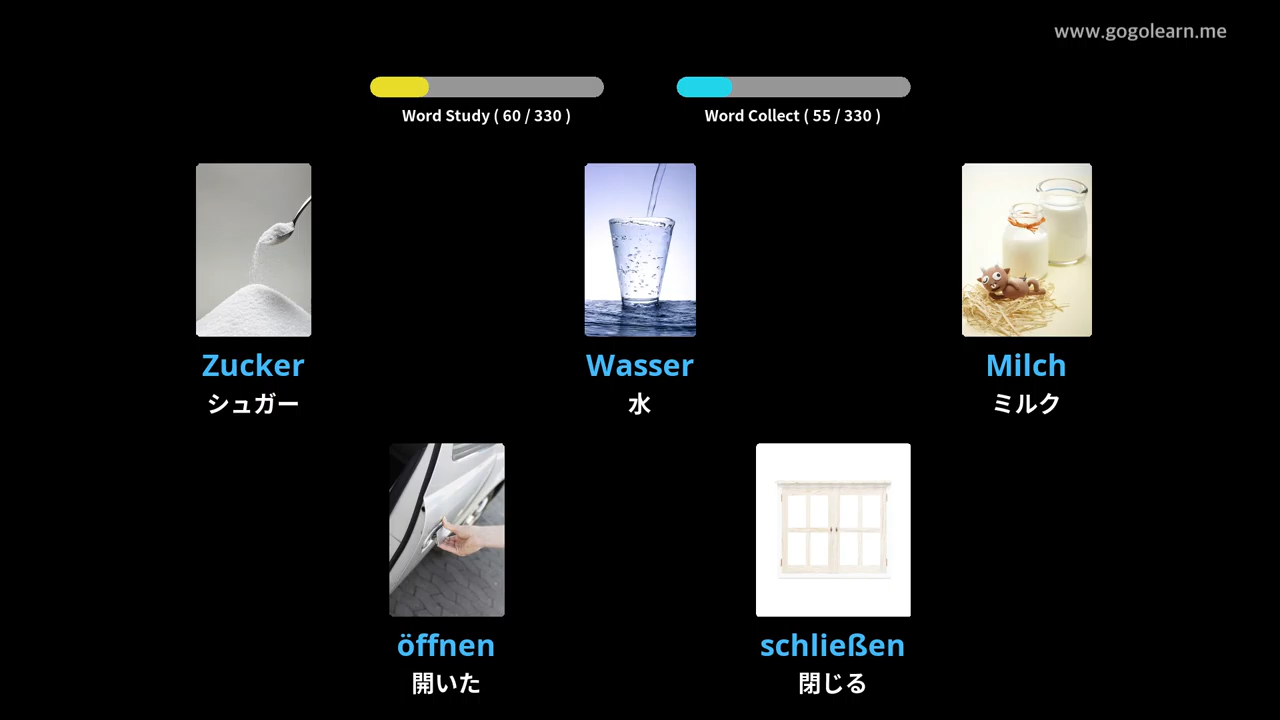 www.gogolearn.me
Word Study ( 60 / 330 )
Word Collect ( 55 / 330 )
Zucker
シュガー
Wasser
水
Milch
ミルク
öffnen
開いた
schließen
閉じる